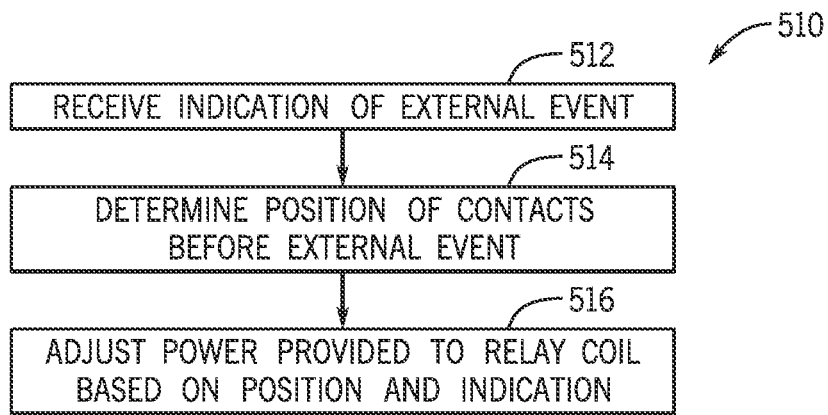 510
512
RECEIVE INDICATION OF EXTERNAL EVENT
514
DETERMINE POSITION OF CONTACTS
BEFORE EXTERNAL EVENT
516
ADJUST POWER PROVIDED TO RELAY COIL
BASED ON POSITION AND INDICATION